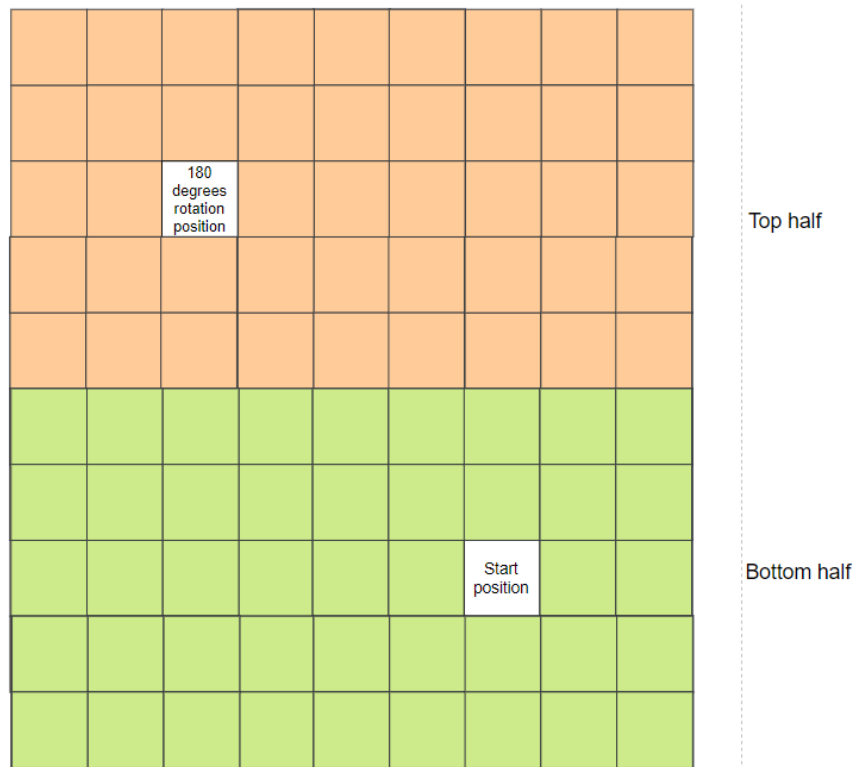 180
degrees
rotation
position
Top half
Start
position
Bottom half